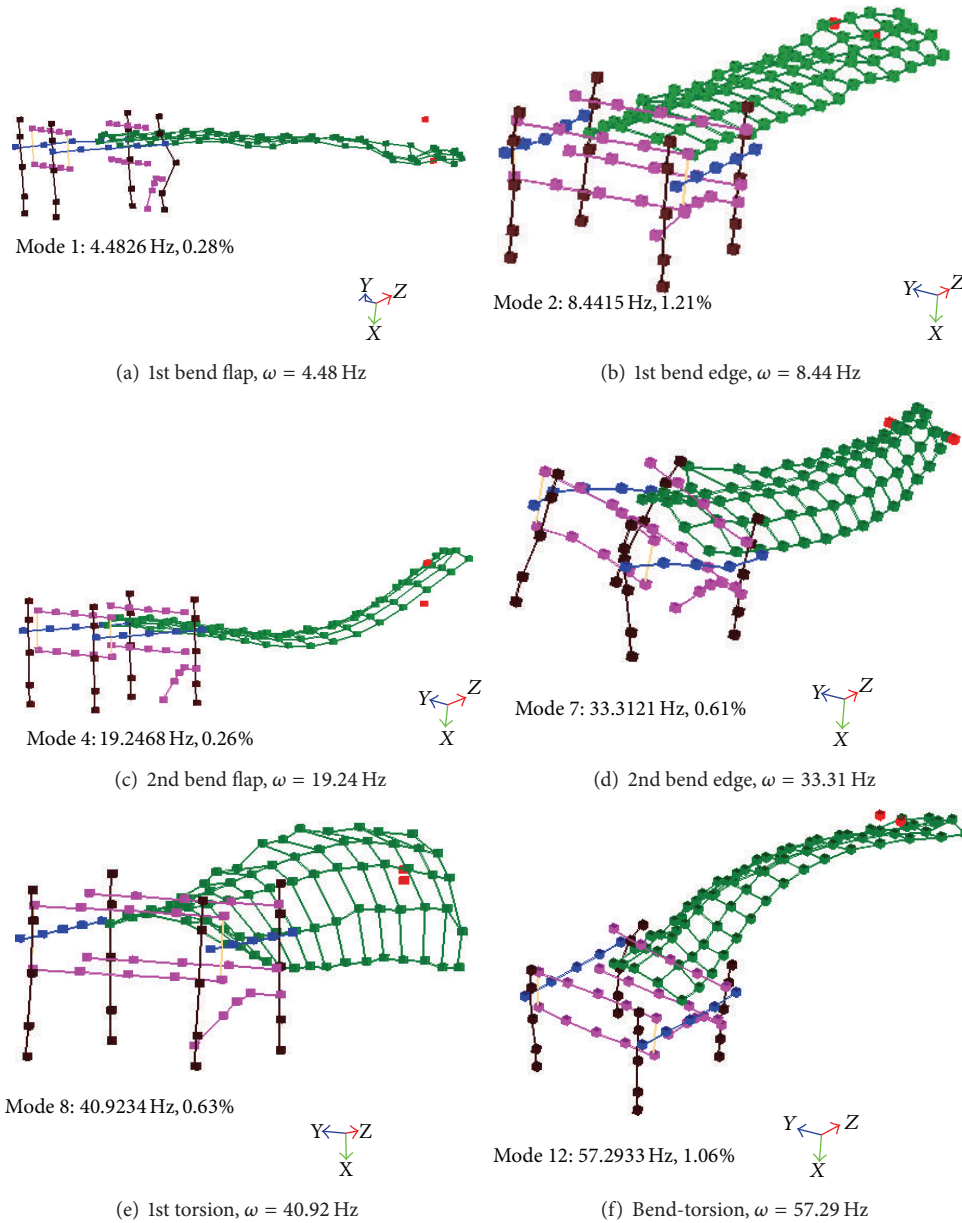 Mode 1: 4.4826 Hz, 0.28%
Y
Z
X
(a) 1st bend flap, ω = 4.48 Hz
Mode 2: 8.4415 Hz, 1.21%
Y
Z
X
(b) 1st bend edge, ω = 8.44 Hz
Mode 4: 19.2468 Hz, 0.26%
Y
Z
X
(c) 2nd bend flap, ω = 19.24 Hz
Mode 7: 33.3121 Hz, 0.61%
Y
Z
X
(d) 2nd bend edge, ω = 33.31 Hz
Mode 8: 40.9234 Hz, 0.63%
Y
Z
X
(e) 1st torsion, ω = 40.92 Hz
Mode 12: 57.2933 Hz, 1.06%
Y
Z
X
(f) Bend-torsion, ω = 57.29 Hz